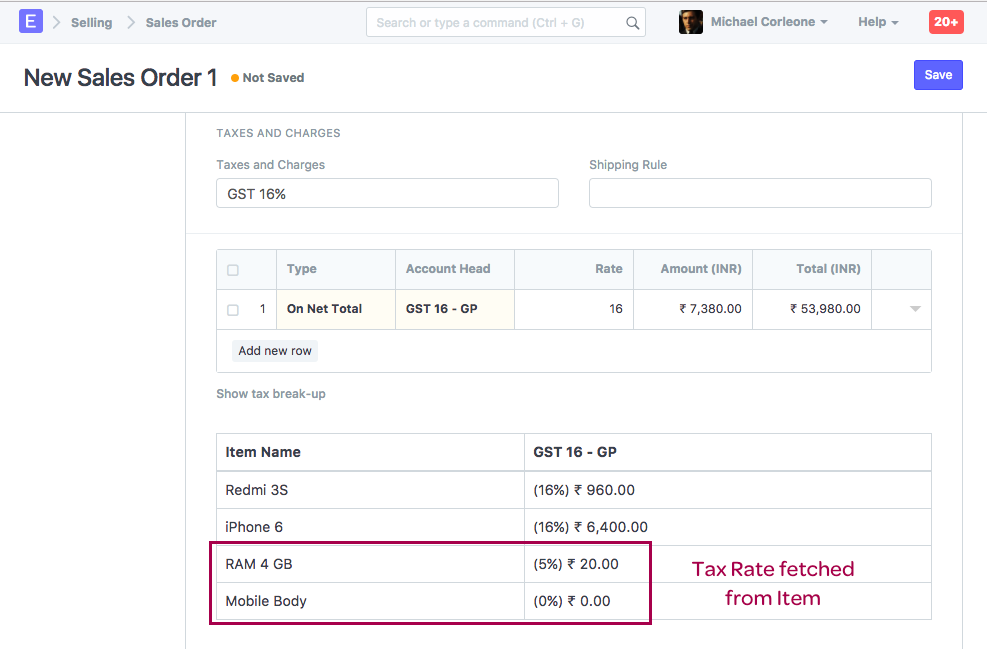 E Selling Sales Order Search or type a command (Ctrl + G) Michael Corleone Help 20+
New Sales Order 1 Not Saved Save
TAXES AND CHARGES
Taxes and Charges Shipping Rule
GST 16%
Type Account Head Rate Amount (INR) Total (INR)
1 On Net Total GST 16 - GP 16 ₹ 7,380.00 ₹ 53,980.00
Add new row
Show tax break-up
Item Name GST 16 - GP
Redmi 3S (16%) ₹ 960.00
iPhone 6 (16%) ₹ 6,400.00
RAM 4 GB (5%) ₹ 20.00
Mobile Body (0%) ₹ 0.00
Tax Rate fetched
from Item